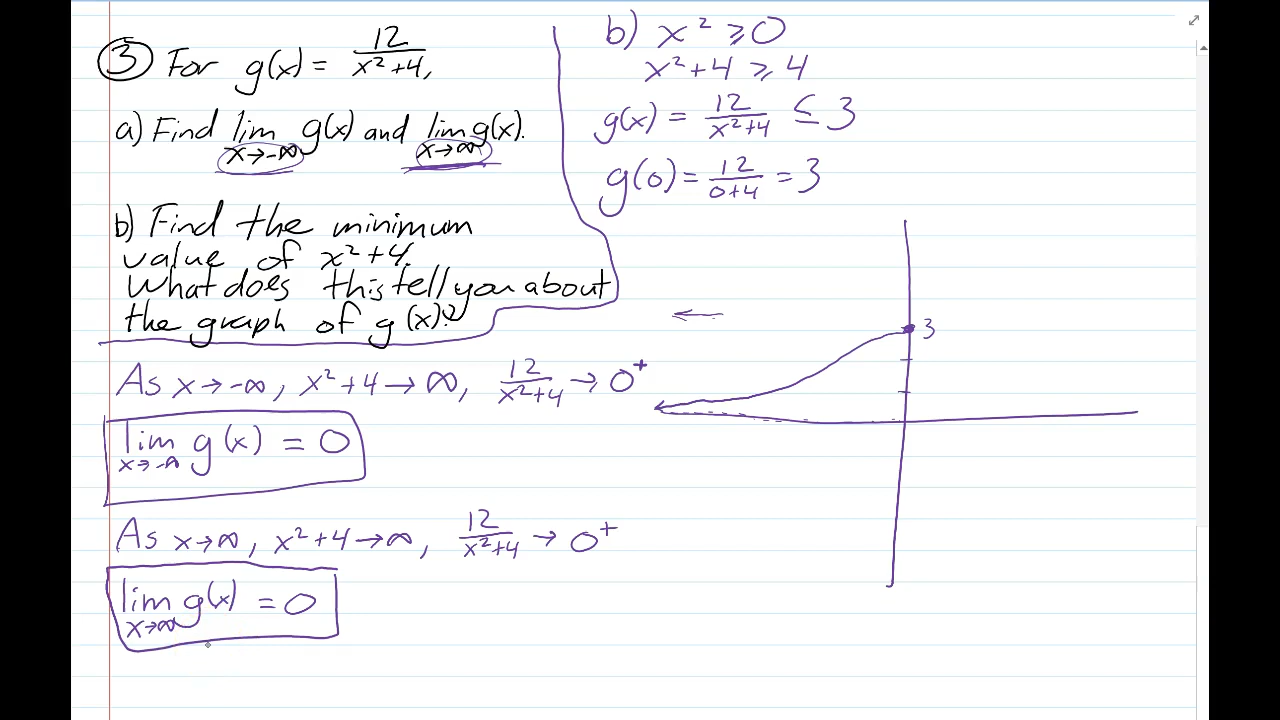 ③ For g(x) = 12/(x² + 4),
a) Find lim x→-∞ g(x) and lim x→∞ g(x).
b) Find the minimum
value of x² + 4.
What does this tell you about
the graph of g(x)?
As x→-∞, x² + 4 → ∞, 12/(x²+4) → 0⁺
lim x→-∞ g(x) = 0
As x→∞, x² + 4 → ∞, 12/(x²+4) → 0⁺
lim x→∞ g(x) = 0
b) x² ≥ 0
x² + 4 ≥ 4
g(x) = 12/(x²+4) ≤ 3
g(0) = 12/(0+4) = 3
3